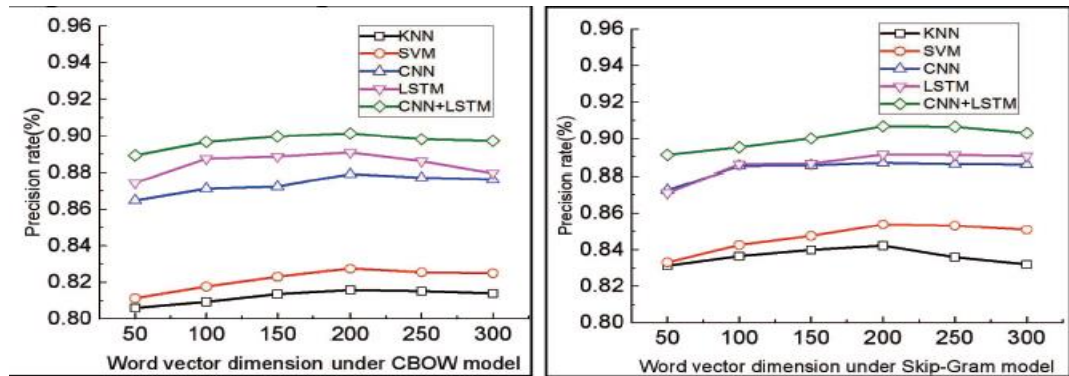 0.96
0.94
0.92
0.90
0.88
0.86
0.84
0.82
0.80
Precision rate(%)
KNN
SVM
CNN
LSTM
CNN+LSTM
50 100 150 200 250 300
Word vector dimension under CBOW model
0.96
0.94
0.92
0.90
0.88
0.86
0.84
0.82
0.80
Precision rate(%)
KNN
SVM
CNN
LSTM
CNN+LSTM
50 100 150 200 250 300
Word vector dimension under Skip-Gram model